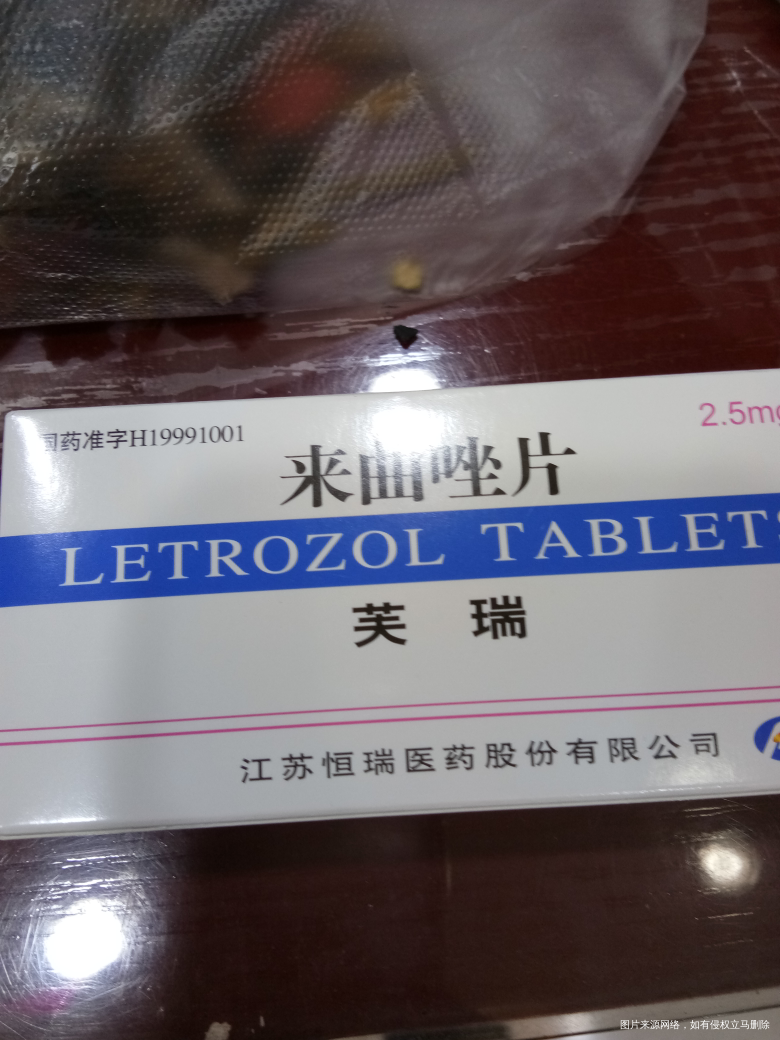 国药准字H19991001
2.5mg
来曲唑片
LETROZOL TABLETS
芙 瑞
江苏恒瑞医药股份有限公司
图片来源网络，如有侵权立马删除